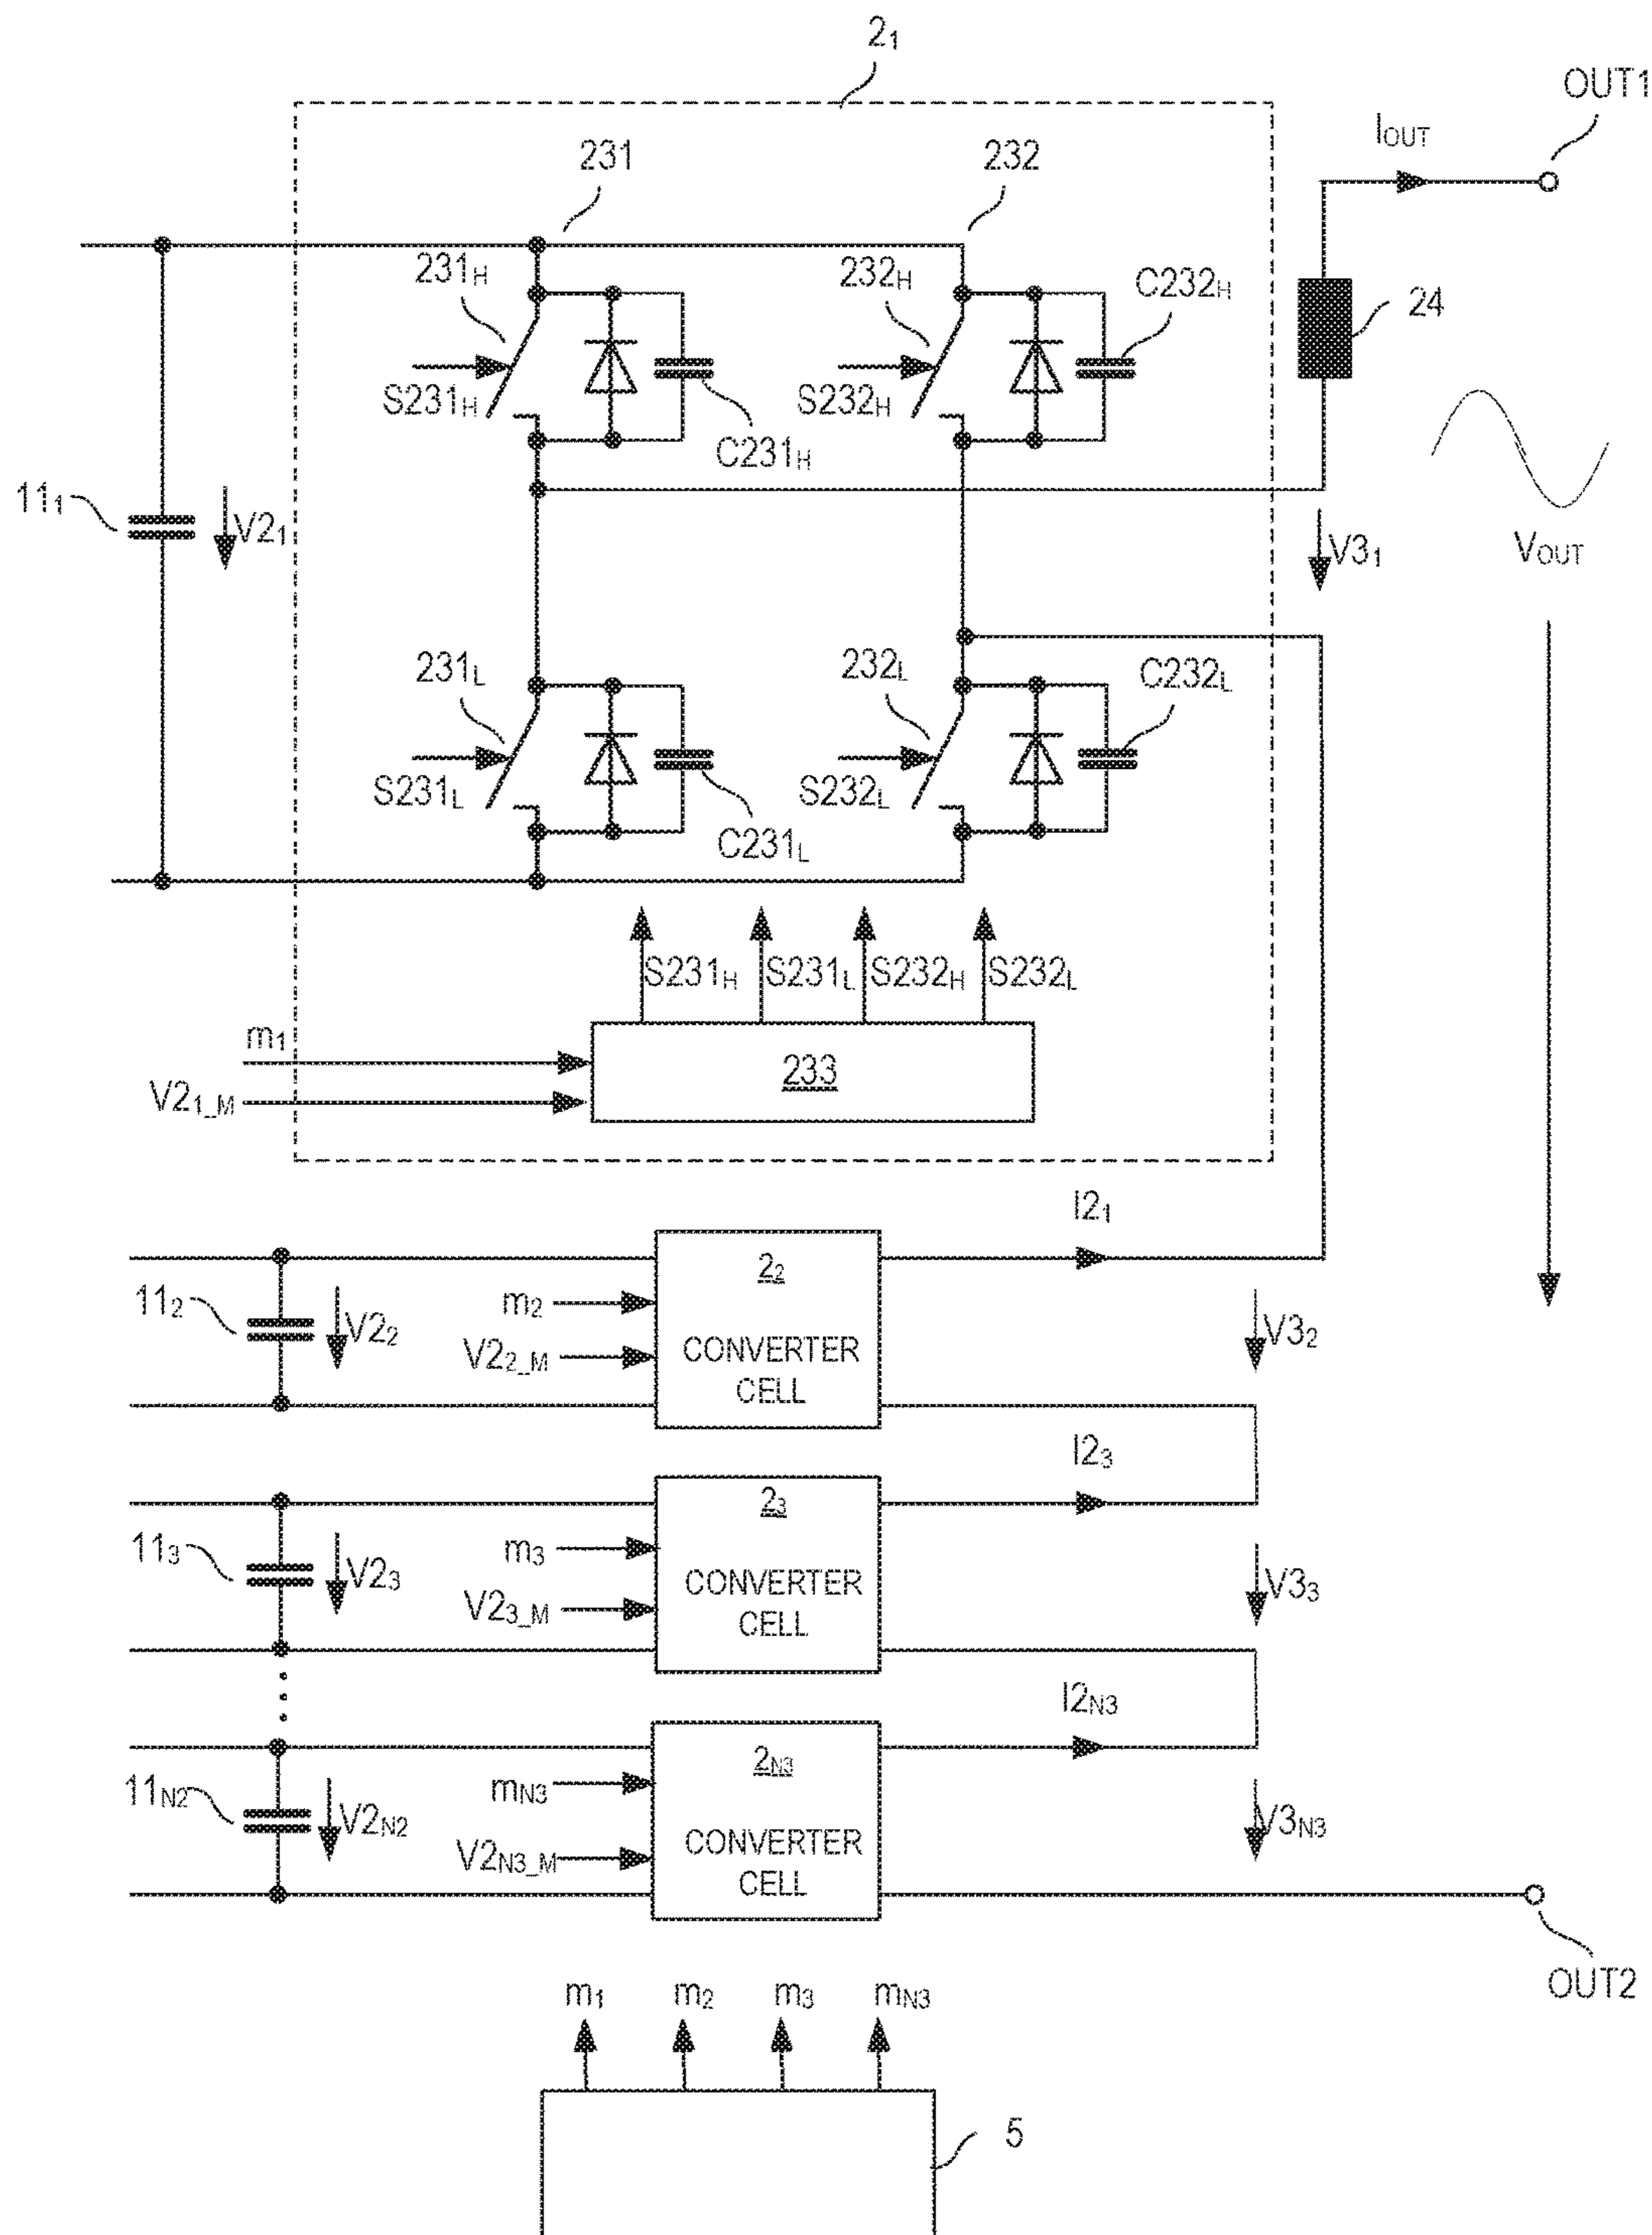 2₁
OUT1
I_OUT
231
232
231_H
232_H
C232_H
24
S231_H
S232_H
C231_H
11₁
V2₁
V3₁
V_OUT
231_L
232_L
C232_L
S231_L
S232_L
C231_L
S231_H
S231_L
S232_H
S232_L
m₁
233
V2₁_M
I2₁
2₂
11₂
V2₂
m₂
V2₂_M
CONVERTER
CELL
V3₂
I2₃
2₃
11₃
V2₃
m₃
V2₃_M
CONVERTER
CELL
V3₃
I2_N3
2_N3
11_N2
V2_N2
m_N3
V2_N3_M
CONVERTER
CELL
V3_N3
OUT2
m₁
m₂
m₃
m_N3
5